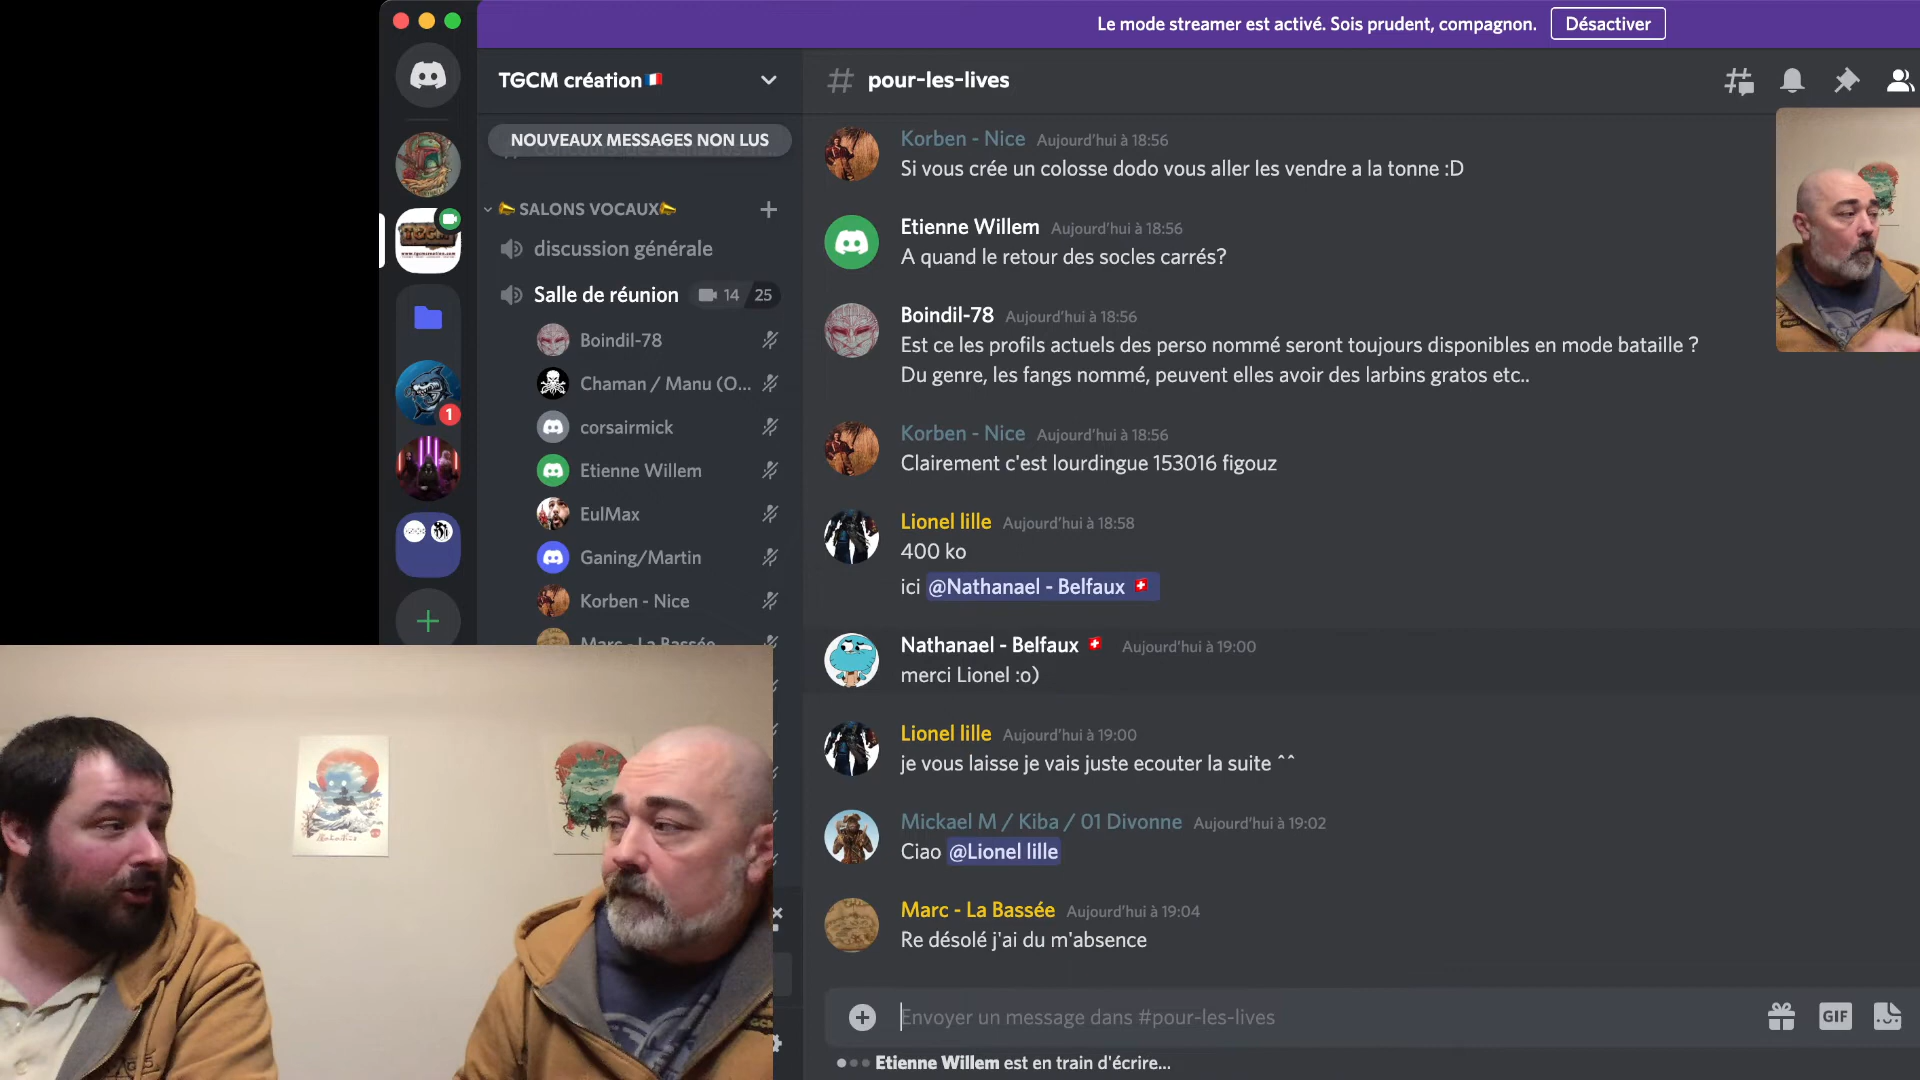 Le mode streamer est activé. Sois prudent, compagnon.
Désactiver
TGCM création
pour-les-lives
NOUVEAUX MESSAGES NON LUS
SALONS VOCAUX
discussion générale
Salle de réunion 14 25
Boindil-78
Chaman / Manu (O...
corsairmick
Etienne Willem
EulMax
Ganing/Martin
Korben - Nice
Marc - La Bassée
1
Korben - Nice Aujourd'hui à 18:56
Si vous crée un colosse dodo vous aller les vendre a la tonne :D
Etienne Willem Aujourd'hui à 18:56
A quand le retour des socles carrés?
Boindil-78 Aujourd'hui à 18:56
Est ce les profils actuels des perso nommé seront toujours disponibles en mode bataille ?
Du genre, les fangs nommé, peuvent elles avoir des larbins gratos etc..
Korben - Nice Aujourd'hui à 18:56
Clairement c'est lourdingue 153016 figouz
Lionel lille Aujourd'hui à 18:58
400 ko
ici @Nathanael - Belfaux
Nathanael - Belfaux Aujourd'hui à 19:00
merci Lionel :o)
Lionel lille Aujourd'hui à 19:00
je vous laisse je vais juste ecouter la suite ^^
Mickael M / Kiba / 01 Divonne Aujourd'hui à 19:02
Ciao @Lionel lille
Marc - La Bassée Aujourd'hui à 19:04
Re désolé j'ai du m'absence
Envoyer un message dans #pour-les-lives
GIF
Etienne Willem est en train d'écrire...